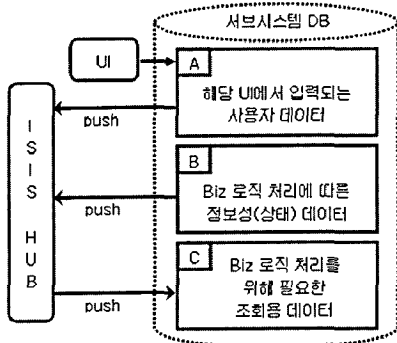 서브시스템 DB
UI
A
해당 UI에서 입력되는
사용자 데이터
push
ISIS HUB
B
Biz 로직 처리에 따른
정보성(상태) 데이터
push
C
Biz 로직 처리를
위해 필요한
조회용 데이터
push